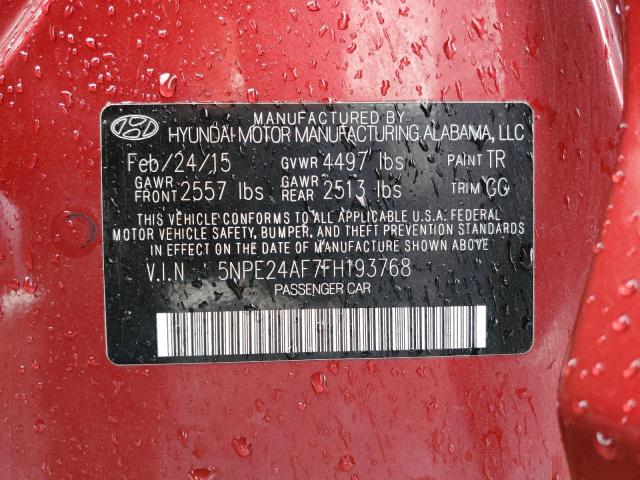 MANUFACTURED BY
HYUNDAI MOTOR MANUFACTURING ALABAMA, LLC
Feb/24/15 GVWR 4497 lbs PAINT TR
GAWR FRONT 2557 lbs GAWR REAR 2513 lbs TRIM GG
THIS VEHICLE CONFORMS TO ALL APPLICABLE U.S.A. FEDERAL
MOTOR VEHICLE SAFETY, BUMPER, AND THEFT PREVENTION STANDARDS
IN EFFECT ON THE DATE OF MANUFACTURE SHOWN ABOVE.
V.I.N 5NPE24AF7FH193768
PASSENGER CAR